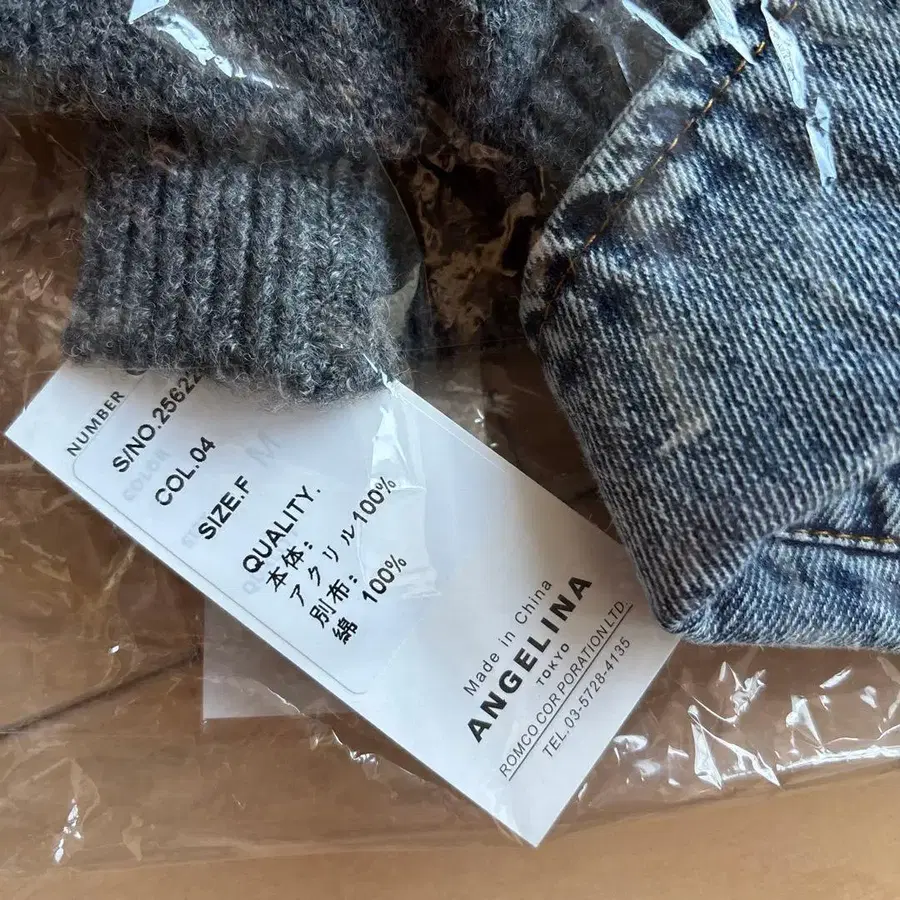 NUMBER
S/NO.25622
COL.04
SIZE.F
QUALITY.
本体:
アクリル100%
別布:
綿 100%
Made in China
ANGELINA
TOKYO
ROMCO CORPORATION LTD.
TEL.03-5728-4135